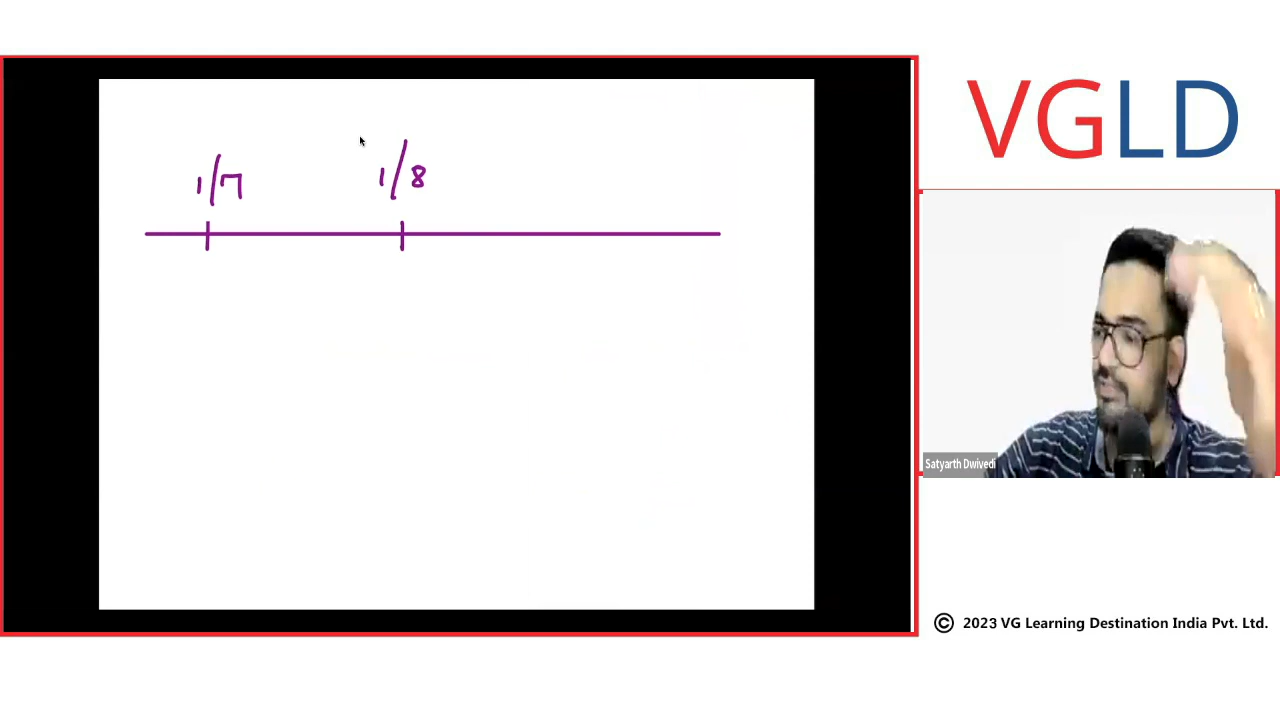 VGLD
1/7 1/8
Satyarth Dwivedi
© 2023 VG Learning Destination India Pvt. Ltd.